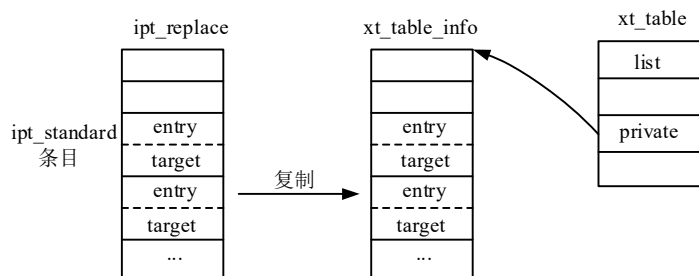 ipt_replace
xt_table_info
xt_table
list
ipt_standard
条目
entry
target
entry
target
...
复制
entry
target
entry
target
...
private